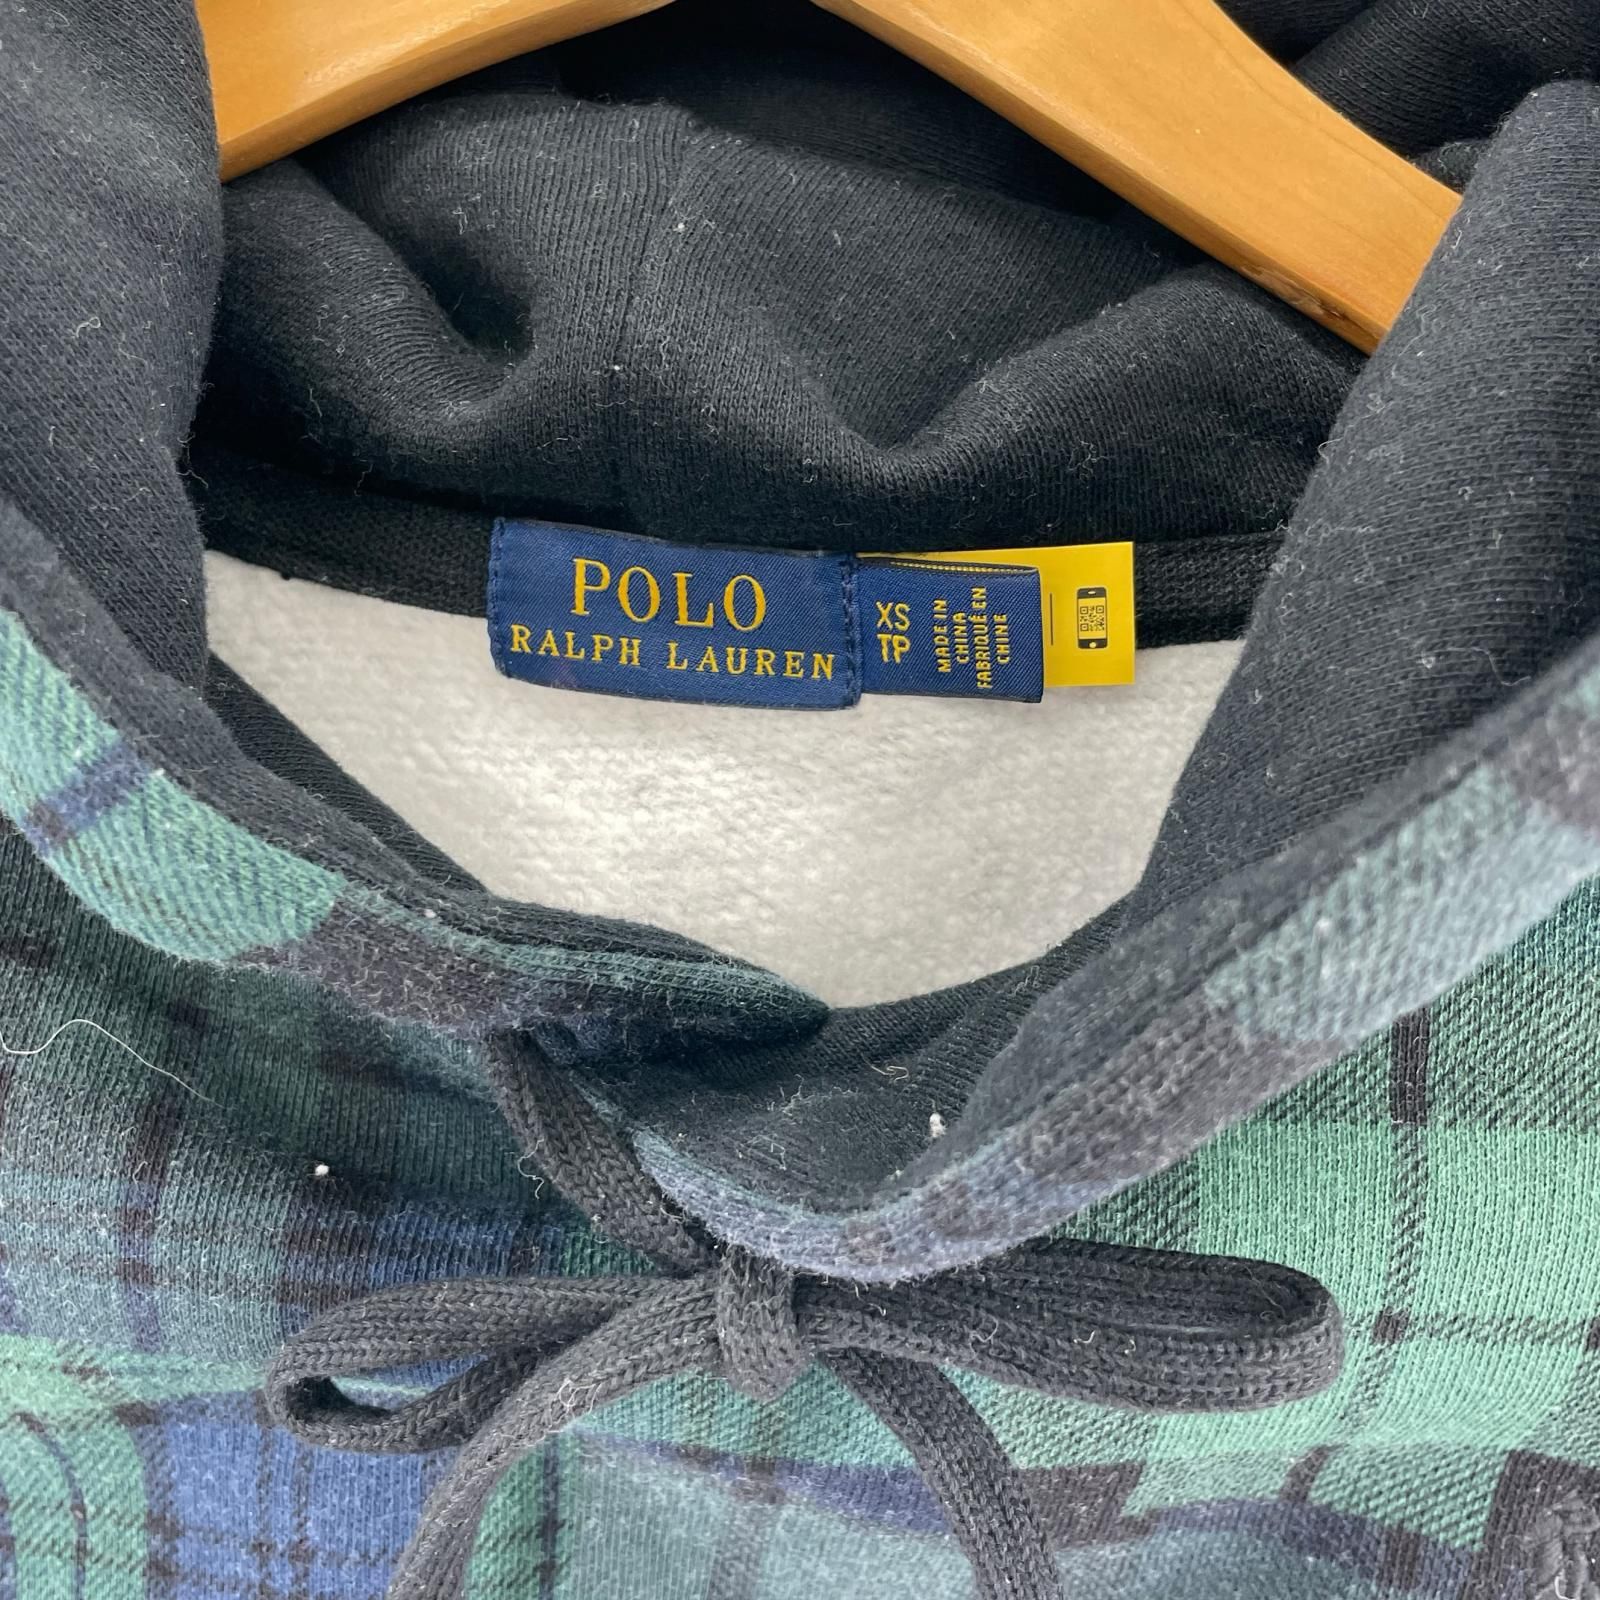 POLO
RALPH LAUREN
XS
TP
MADE IN
CHINA
FABRIQUÉ EN
CHINE